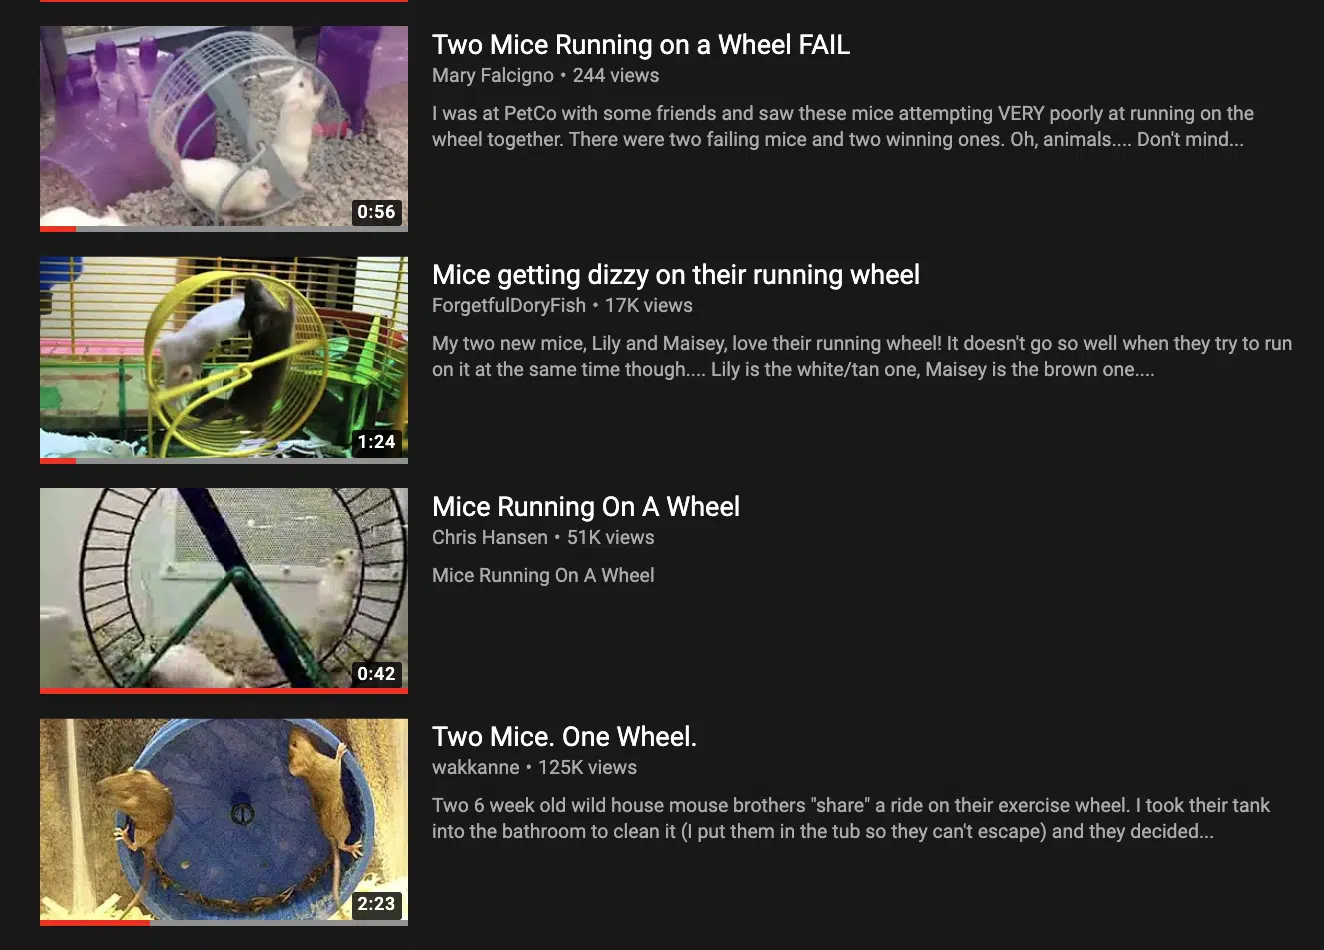 Two Mice Running on a Wheel FAIL
Mary Falcigno • 244 views
I was at PetCo with some friends and saw these mice attempting VERY poorly at running on the
wheel together. There were two failing mice and two winning ones. Oh, animals.... Don't mind...
0:56
Mice getting dizzy on their running wheel
ForgetfulDoryFish • 17K views
My two new mice, Lily and Maisey, love their running wheel! It doesn't go so well when they try to run
on it at the same time though.... Lily is the white/tan one, Maisey is the brown one....
1:24
Mice Running On A Wheel
Chris Hansen • 51K views
Mice Running On A Wheel
0:42
Two Mice. One Wheel.
wakkanne • 125K views
Two 6 week old wild house mouse brothers "share" a ride on their exercise wheel. I took their tank
into the bathroom to clean it (I put them in the tub so they can't escape) and they decided...
2:23